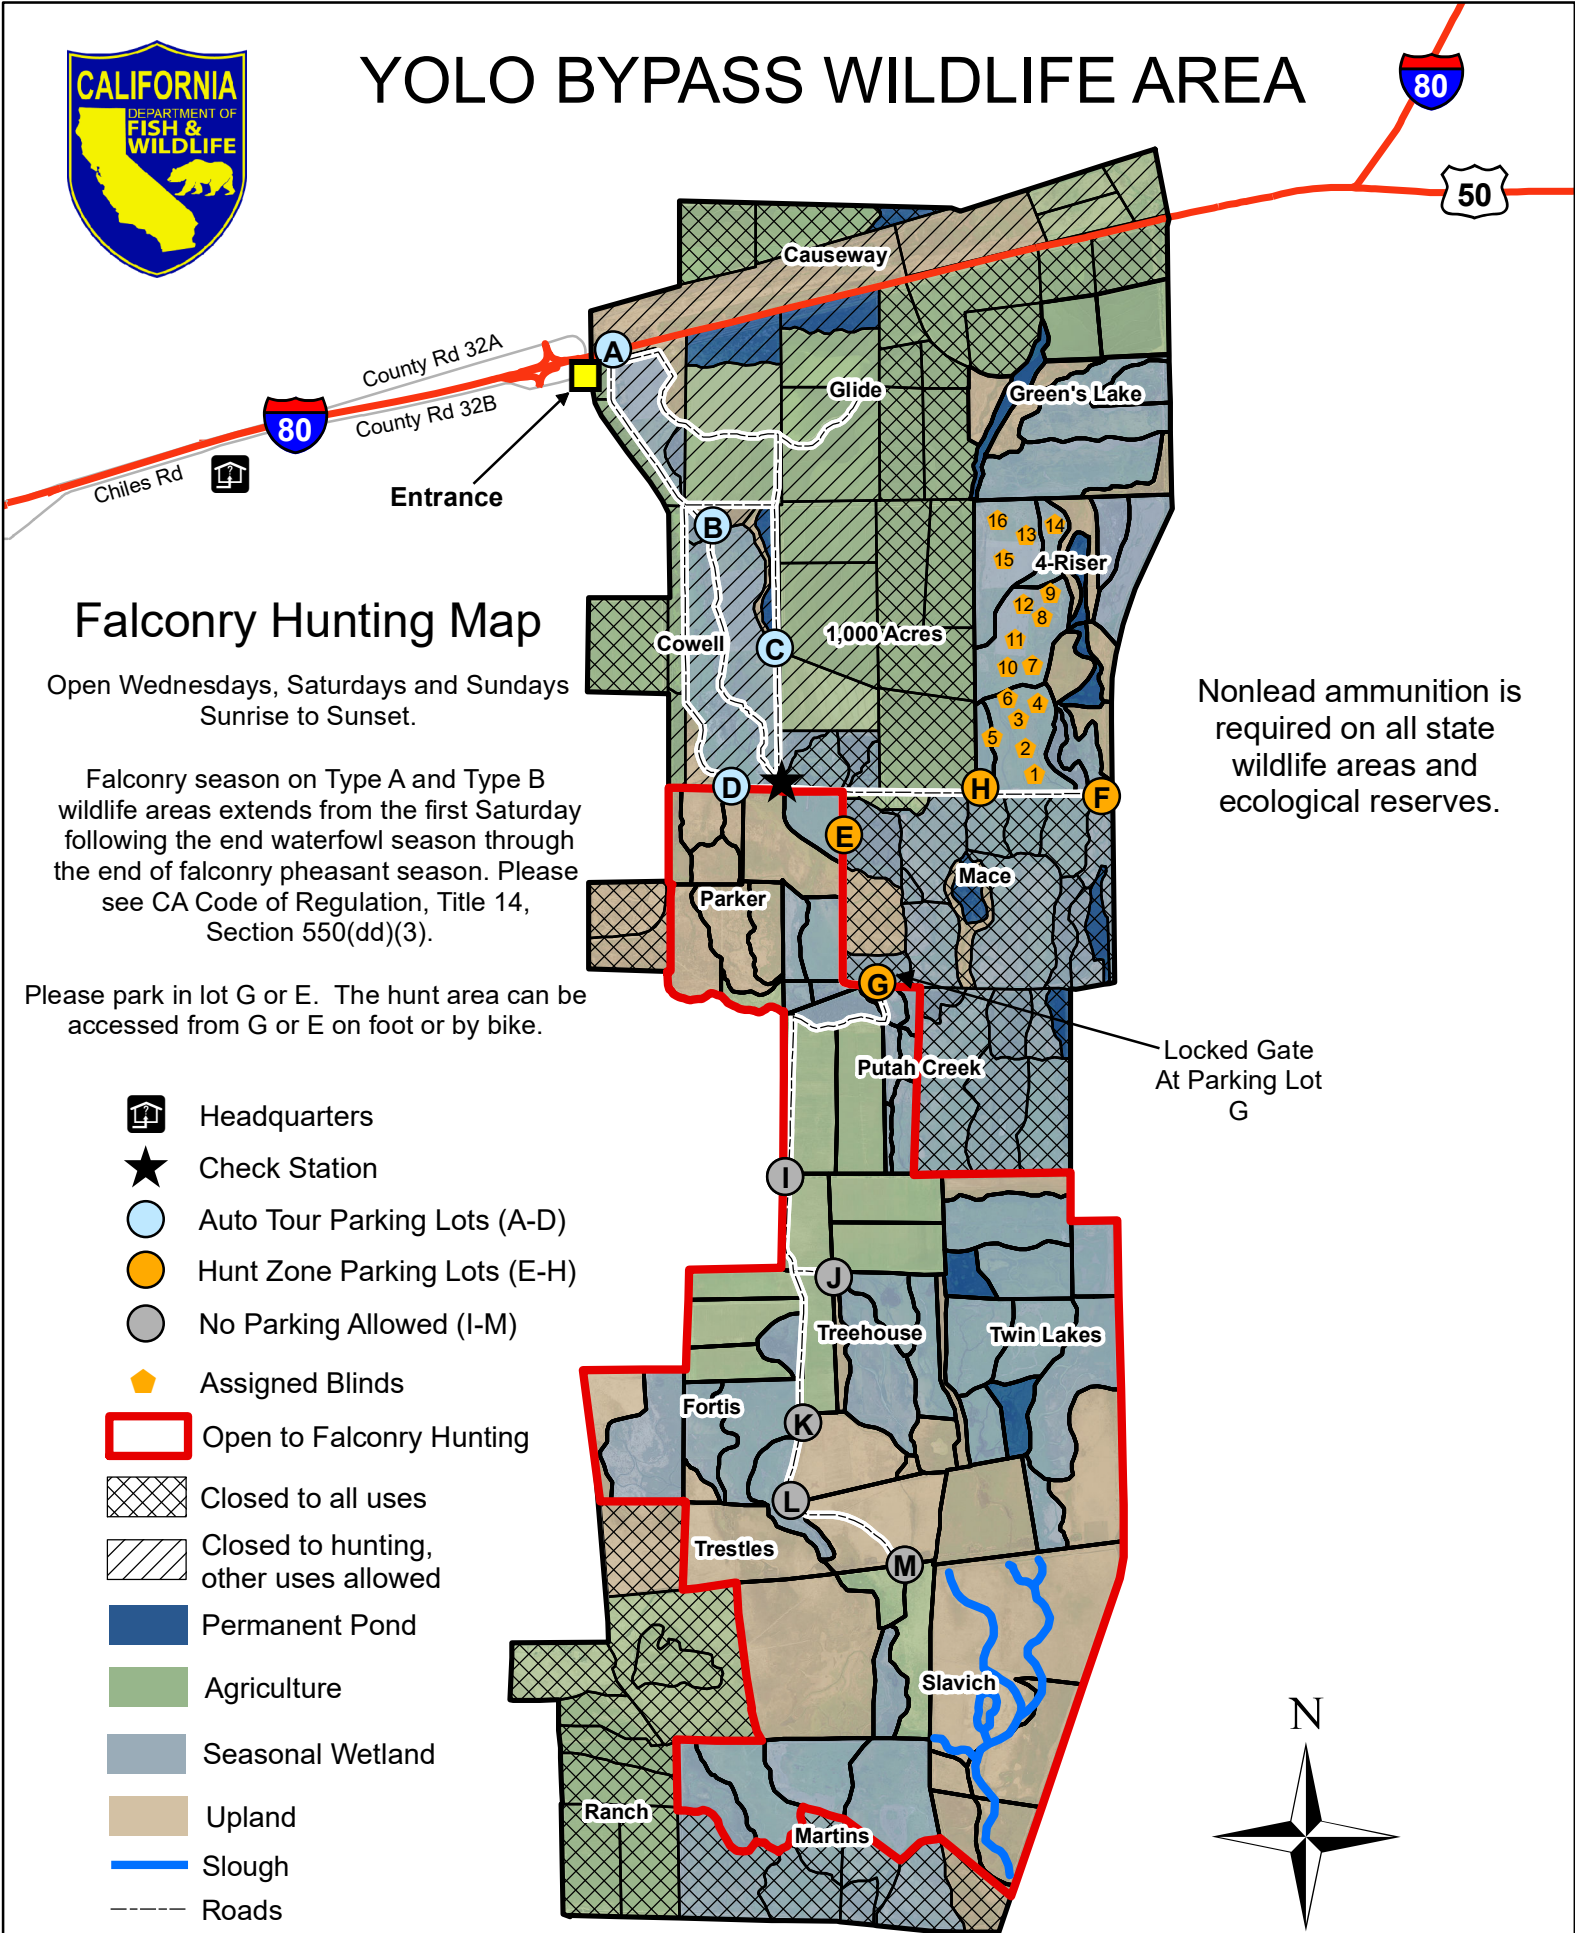 YOLO BYPASS WILDLIFE AREA
CALIFORNIA
DEPARTMENT OF
FISH &
WILDLIFE
80
50
Causeway
County Rd 32A
A
80
County Rd 32B
Chiles Rd
Entrance
Glide
Green's Lake
B
16
14
13
15
4-Riser
9
12
8
11
10
7
6
4
3
5
2
1
Cowell
C
1,000 Acres
Falconry Hunting Map
Open Wednesdays, Saturdays and Sundays
Sunrise to Sunset.
Falconry season on Type A and Type B
wildlife areas extends from the first Saturday
following the end waterfowl season through
the end of falconry pheasant season. Please
see CA Code of Regulation, Title 14,
Section 550(dd)(3).
Please park in lot G or E.  The hunt area can be
accessed from G or E on foot or by bike.
Nonlead ammunition is
required on all state
wildlife areas and
ecological reserves.
D
H
F
E
Mace
Parker
G
Putah Creek
Locked Gate
At Parking Lot
G
I
J
Treehouse
Twin Lakes
Fortis
K
L
Trestles
M
Slavich
Ranch
Martins
?
Headquarters
Check Station
Auto Tour Parking Lots (A-D)
Hunt Zone Parking Lots (E-H)
No Parking Allowed (I-M)
Assigned Blinds
Open to Falconry Hunting
Closed to all uses
Closed to hunting,
other uses allowed
Permanent Pond
Agriculture
Seasonal Wetland
Upland
Slough
Roads
N